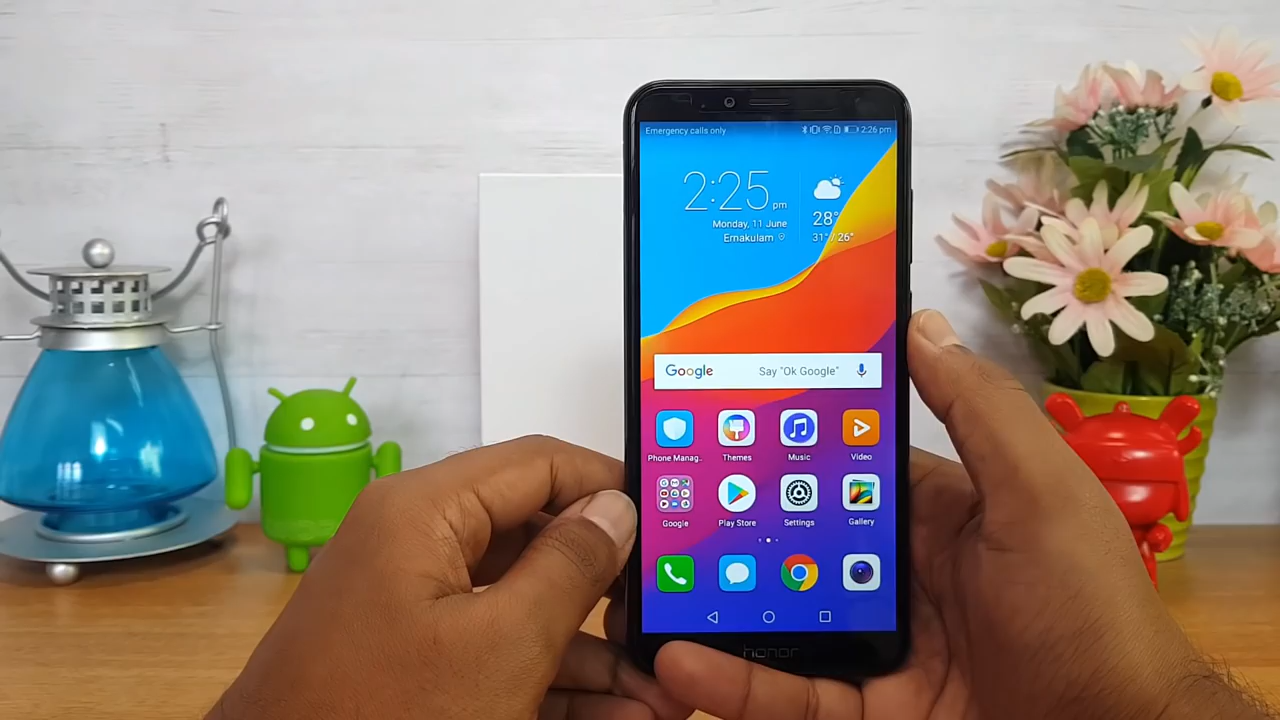 Emergency calls only 2:26 pm
2:25 pm
28°
Monday, 11 June
Ernakulam
31° / 26°
Google Say "Ok Google"
Phone Manag..
Themes
Music
Video
Google
Play Store
Settings
Gallery
honor